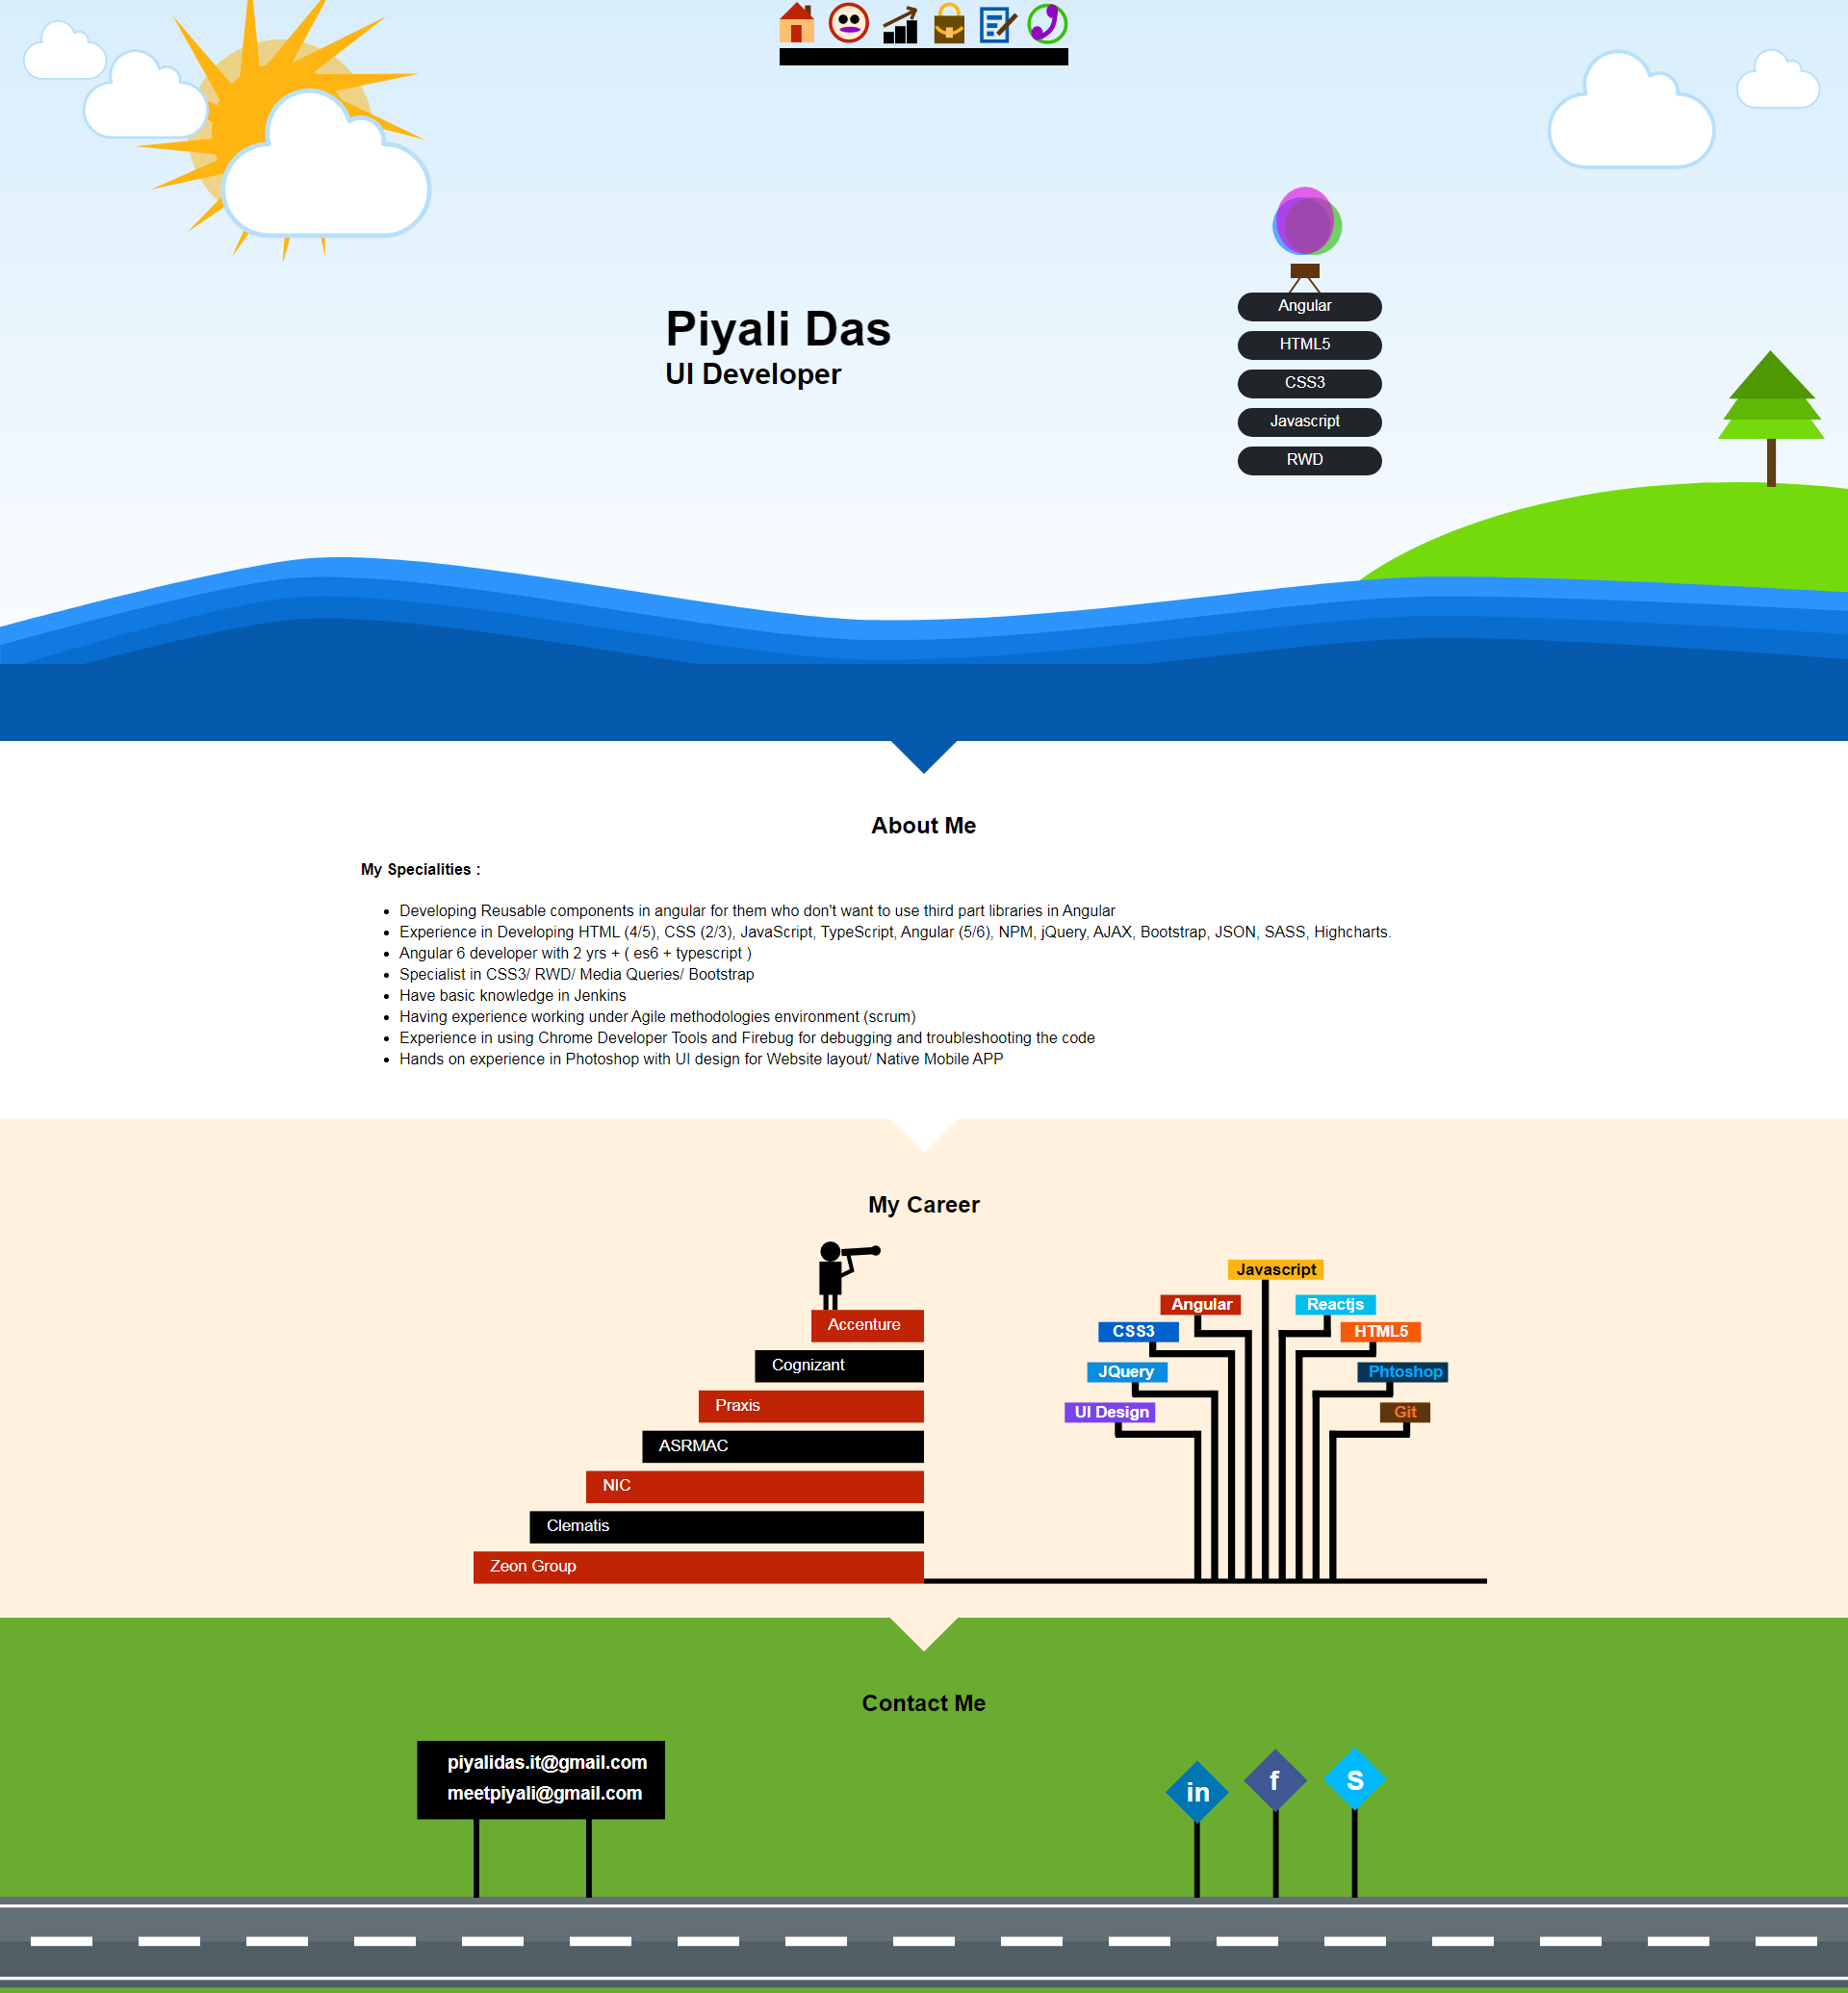 Piyali Das
UI Developer
Angular
HTML5
CSS3
Javascript
RWD
About Me
My Specialities :
Developing Reusable components in angular for them who don't want to use third part libraries in Angular
Experience in Developing HTML (4/5), CSS (2/3), JavaScript, TypeScript, Angular (5/6), NPM, jQuery, AJAX, Bootstrap, JSON, SASS, Highcharts.
Angular 6 developer with 2 yrs + ( es6 + typescript )
Specialist in CSS3/ RWD/ Media Queries/ Bootstrap
Have basic knowledge in Jenkins
Having experience working under Agile methodologies environment (scrum)
Experience in using Chrome Developer Tools and Firebug for debugging and troubleshooting the code
Hands on experience in Photoshop with UI design for Website layout/ Native Mobile APP
My Career
Accenture
Cognizant
Praxis
ASRMAC
NIC
Clematis
Zeon Group
Javascript
Angular
Reactjs
CSS3
HTML5
JQuery
Phtoshop
UI Design
Git
Contact Me
piyalidas.it@gmail.com
meetpiyali@gmail.com
in
f
S